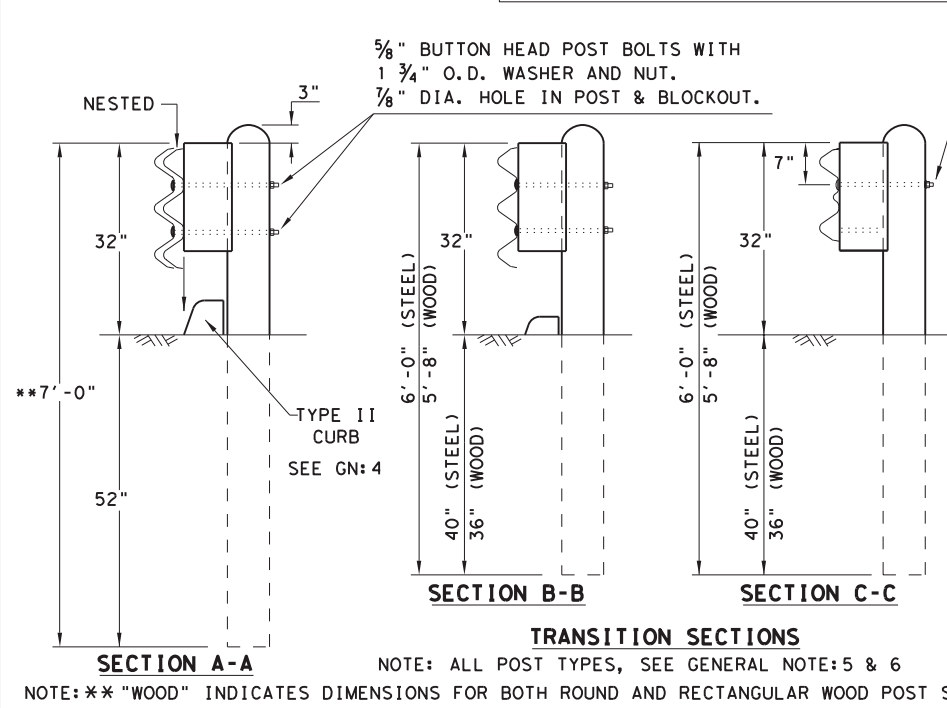 ⅝" BUTTON HEAD POST BOLTS WITH
1 ¾" O.D. WASHER AND NUT.
⅞" DIA. HOLE IN POST & BLOCKOUT.
NESTED
3"
32"
**7'-0"
52"
TYPE II
CURB
SEE GN:4
SECTION A-A
32"
6'-0" (STEEL)
5'-8" (WOOD)
40" (STEEL)
36" (WOOD)
SECTION B-B
7"
32"
6'-0" (STEEL)
5'-8" (WOOD)
40" (STEEL)
36" (WOOD)
SECTION C-C
TRANSITION SECTIONS
NOTE: ALL POST TYPES, SEE GENERAL NOTE:5 & 6
NOTE:** "WOOD" INDICATES DIMENSIONS FOR BOTH ROUND AND RECTANGULAR WOOD POST